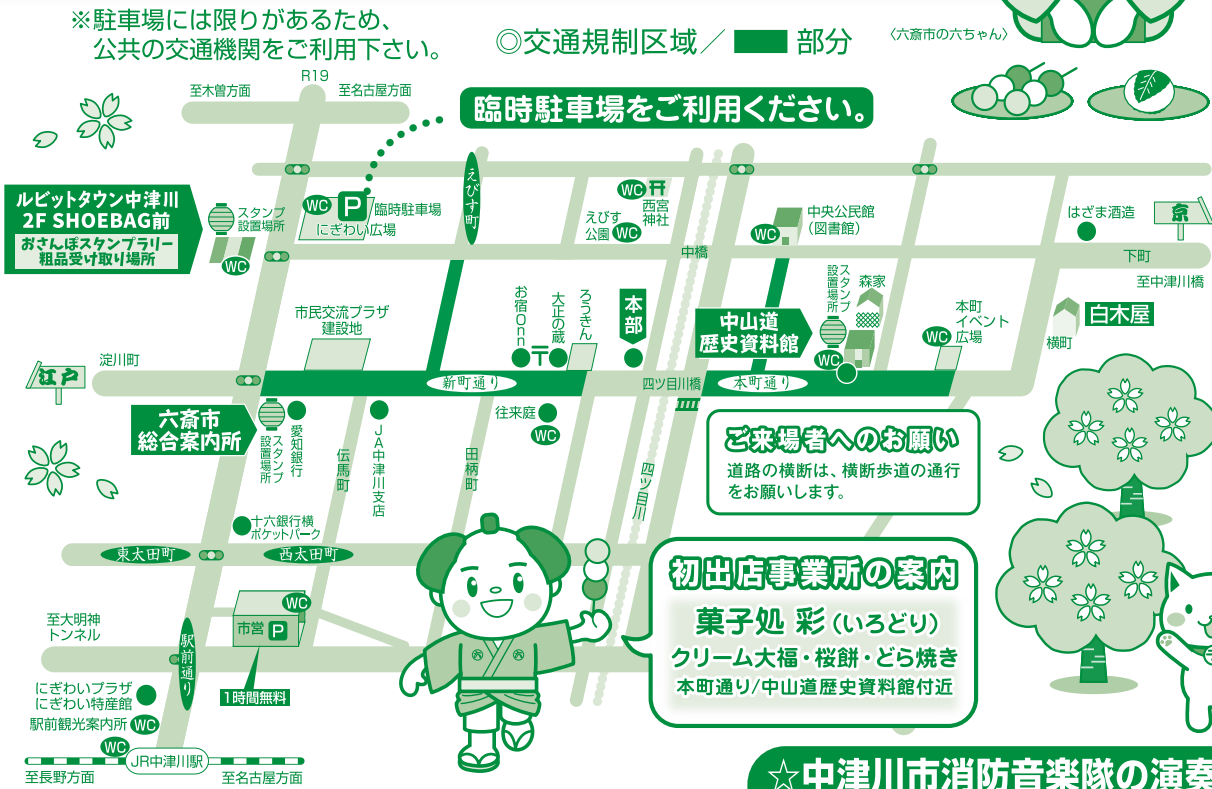 ※駐車場には限りがあるため、
公共の交通機関をご利用下さい。
◎交通規制区域／ 部分
〈六斎市の六ちゃん〉
R19
至木曽方面
至名古屋方面
臨時駐車場をご利用ください。
ルビットタウン中津川
2F SHOEBAG前
おさんぽスタンプラリー
粗品受け取り場所
スタンプ
設置場所
WC
WC
P
臨時駐車場
にぎわい広場
えびす町
WC
西宮
神社
えびす
公園
WC
中橋
中央公民館
(図書館)
WC
はざま酒造
京
下町
至中津川橋
市民交流プラザ
建設地
お宿Onn
〒
大正の蔵
ろうきん
本部
中山道
歴史資料館
スタンプ
設置場所
森家
WC
本町
イベント
広場
WC
白木屋
横町
淀川町
江戸
新町通り
四ツ目川橋
本町通り
六斎市
総合案内所
スタンプ
設置場所
愛知銀行
伝馬町
JA中津川支店
往来庭
WC
田柄町
四ツ目川
ご来場者へのお願い
道路の横断は、横断歩道の通行
をお願いします。
十六銀行横
ポケットパーク
東太田町
西太田町
初出店事業所の案内
菓子処 彩（いろどり）
クリーム大福・桜餅・どら焼き
本町通り/中山道歴史資料館付近
至大明神
トンネル
WC
市営
P
駅前通り
1時間無料
にぎわいプラザ
にぎわい特産館
駅前観光案内所
WC
WC
JR中津川駅
至長野方面
至名古屋方面
☆中津川市消防音楽隊の演奏